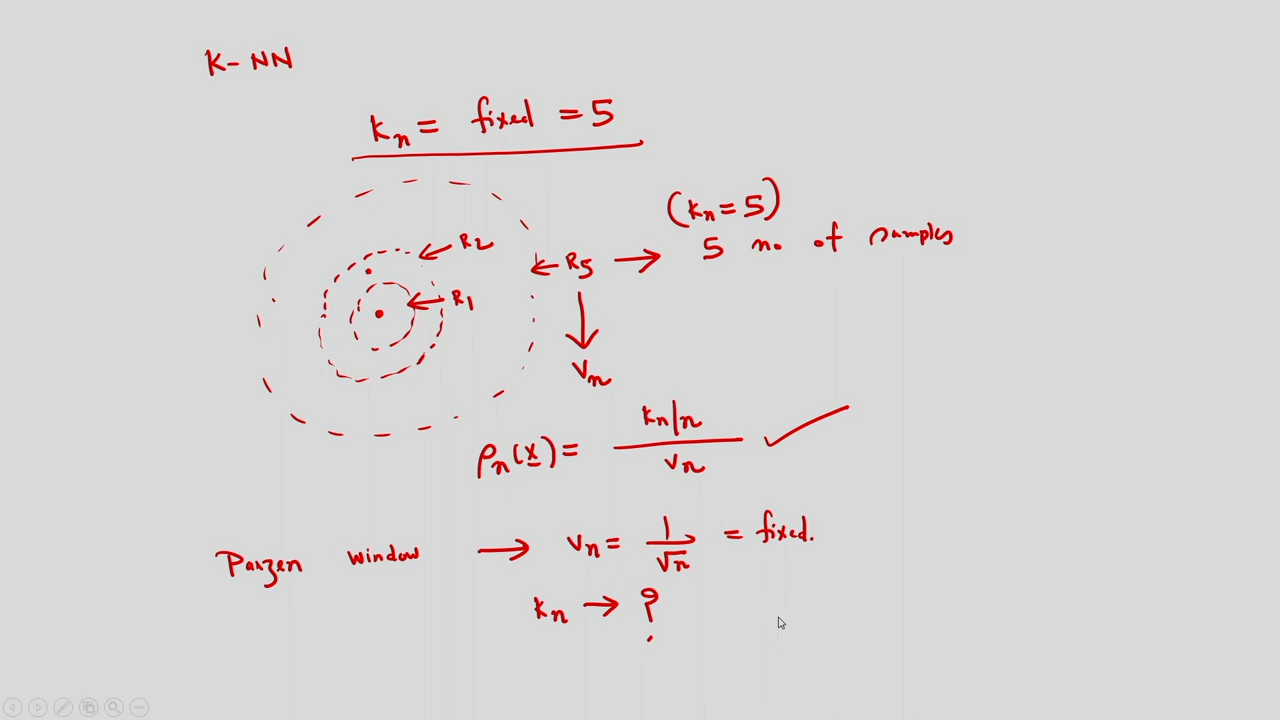 K-NN
kn = fixed = 5
(kn = 5)
R5 → 5 no. of samples
R2
R1
Vn
Pn(x) = kn/n / Vn ✓
Parzen window → Vn = 1/√n = fixed.
kn → ?